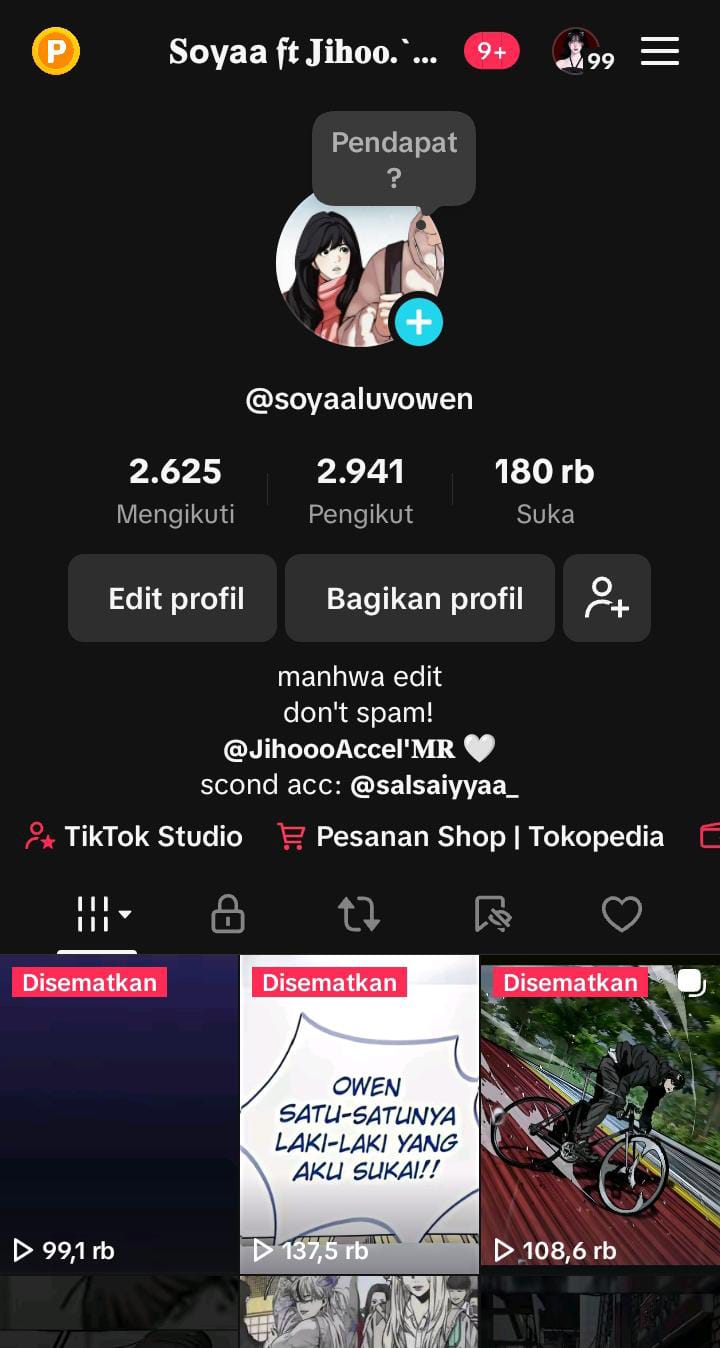 P
Soyaa ft Jihoo.`...
9+
99
Pendapat
?
@soyaaluvowen
2.625
2.941
180 rb
Mengikuti
Pengikut
Suka
Edit profil
Bagikan profil
manhwa edit
don't spam!
@JihoooAccel'MR 🤍
scond acc: @salsaiyyaa_
TikTok Studio
Pesanan Shop | Tokopedia
Disematkan
Disematkan
Disematkan
OWEN
SATU-SATUNYA
LAKI-LAKI YANG
AKU SUKAI!!
99,1 rb
137,5 rb
108,6 rb